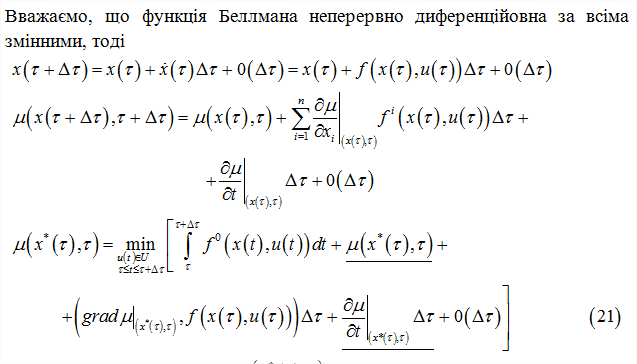 Вважаємо, що функція Беллмана неперервно диференційовна за всіма
змінними, тоді
x(τ + Δτ) = x(τ) + ẋ(τ)Δτ + 0(Δτ) = x(τ) + f(x(τ), u(τ))Δτ + 0(Δτ)
μ(x(τ + Δτ), τ + Δτ) = μ(x(τ), τ) + ∑_{i=1}^{n} ∂μ/∂x_i |_(x(τ),τ) f^i(x(τ), u(τ))Δτ +
+ ∂μ/∂t |_(x(τ),τ) Δτ + 0(Δτ)
μ(x*(τ), τ) = min_{u(t)∈U, τ≤t≤τ+Δτ} [ ∫_τ^{τ+Δτ} f^0(x(t), u(t))dt + μ(x*(τ), τ) +
+ (grad μ|_(x*(τ),τ), f(x(τ), u(τ)))Δτ + ∂μ/∂t |_(x*(τ),τ) Δτ + 0(Δτ) ] (21)